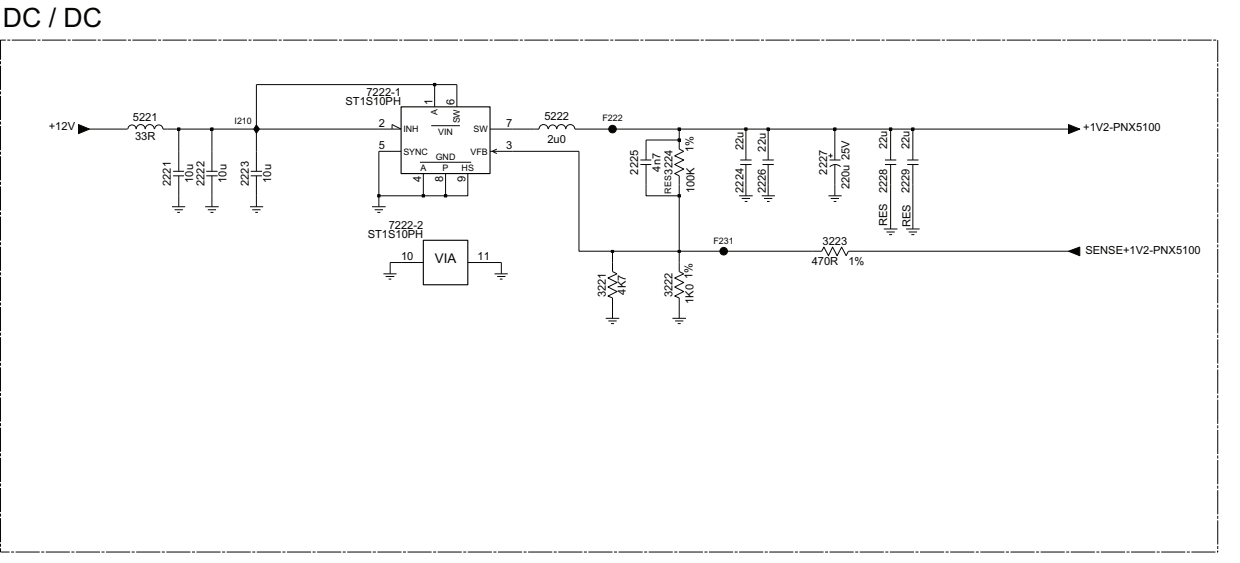 DC / DC
7222-1
ST1S10PH
1
6
A
SW
VIN
+12V
5221
33R
I210
2
INH
SW
7
5222
2u0
F222
+1V2-PNX5100
5
SYNC
VFB
3
GND
A
P
HS
4
8
9
2221
10u
2222
10u
2223
10u
2225
4n7
RES
3224
1%
100K
2224
22u
2226
22u
2227
220u 25V
+
2228
22u
RES
2229
22u
RES
7222-2
ST1S10PH
10
VIA
11
F231
3223
470R 1%
SENSE+1V2-PNX5100
3221
4K7
3222
1K0 1%